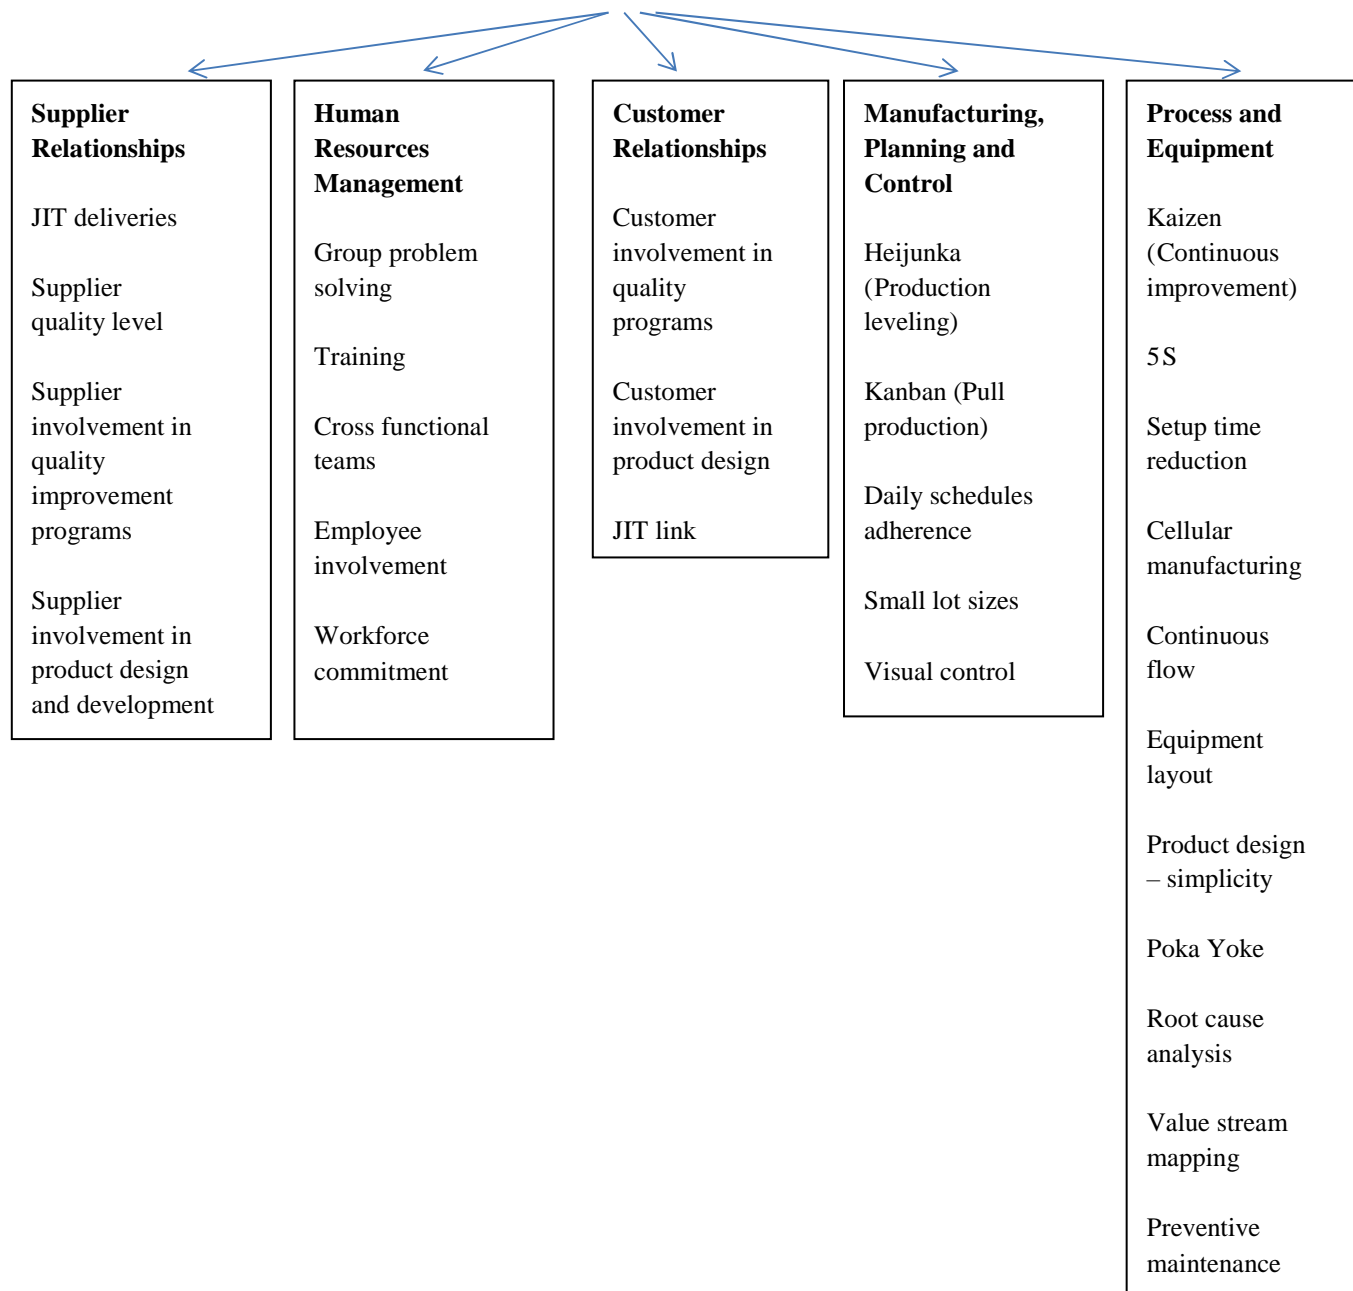 Supplier
Relationships
JIT deliveries
Supplier
quality level
Supplier
involvement in
quality
improvement
programs
Supplier
involvement in
product design
and development
Human
Resources
Management
Group problem
solving
Training
Cross functional
teams
Employee
involvement
Workforce
commitment
Customer
Relationships
Customer
involvement in
quality
programs
Customer
involvement in
product design
JIT link
Manufacturing,
Planning and
Control
Heijunka
(Production
leveling)
Kanban (Pull
production)
Daily schedules
adherence
Small lot sizes
Visual control
Process and
Equipment
Kaizen
(Continuous
improvement)
5S
Setup time
reduction
Cellular
manufacturing
Continuous
flow
Equipment
layout
Product design
– simplicity
Poka Yoke
Root cause
analysis
Value stream
mapping
Preventive
maintenance